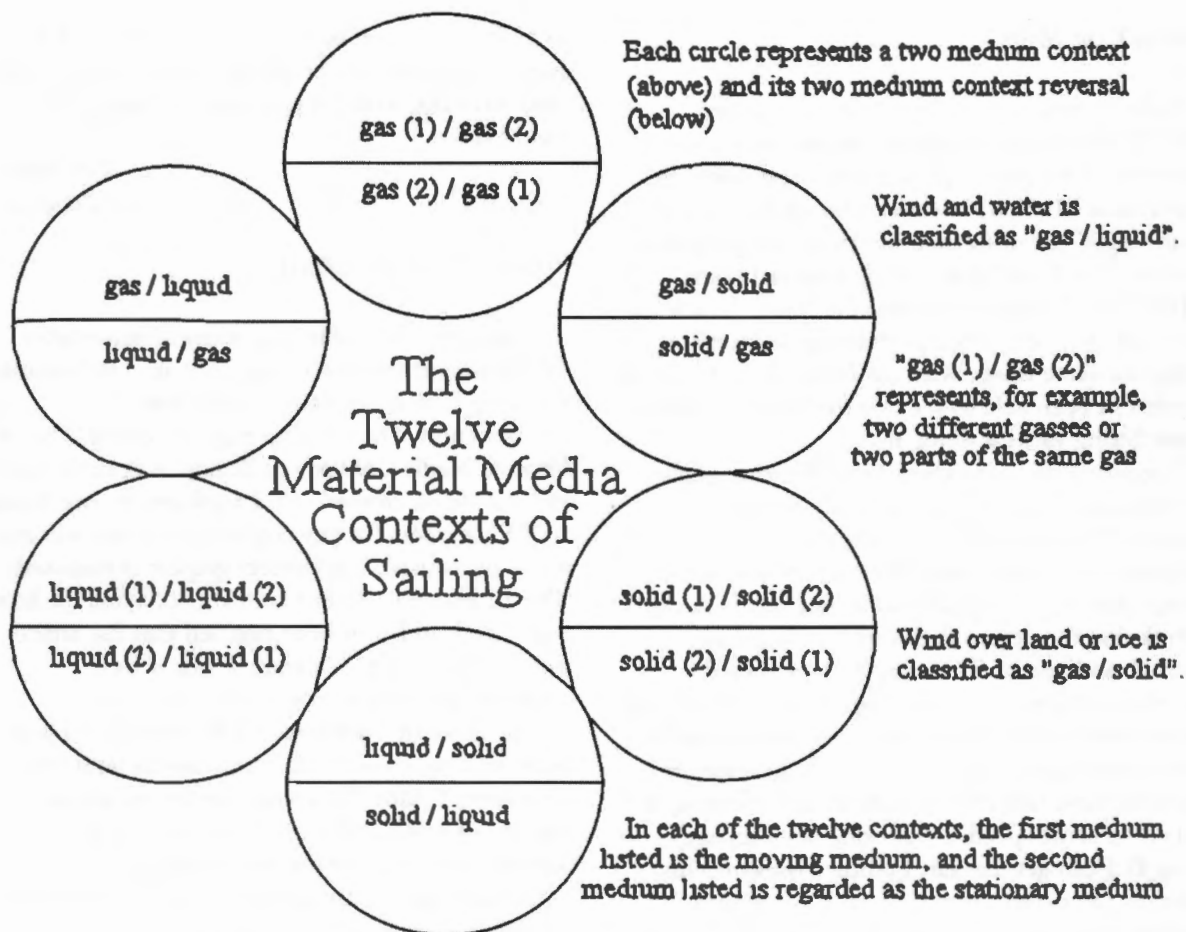 Each circle represents a two medium context
(above) and its two medium context reversal
(below)
gas (1) / gas (2)
gas (2) / gas (1)
Wind and water is
classified as "gas / liquid".
gas / liquid
liquid / gas
gas / solid
solid / gas
"gas (1) / gas (2)"
represents, for example,
two different gasses or
two parts of the same gas
The
Twelve
Material Media
Contexts of
Sailing
liquid (1) / liquid (2)
liquid (2) / liquid (1)
solid (1) / solid (2)
solid (2) / solid (1)
Wind over land or ice is
classified as "gas / solid".
liquid / solid
solid / liquid
In each of the twelve contexts, the first medium
listed is the moving medium, and the second
medium listed is regarded as the stationary medium